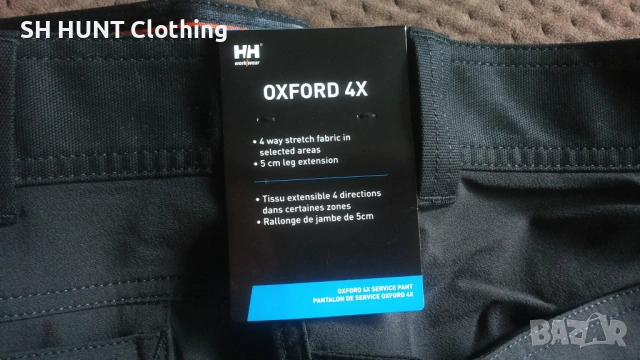 SH HUNT Clothing
HH
workwear
OXFORD 4X
• 4 way stretch fabric in
selected areas
• 5 cm leg extension
• Tissu extensible 4 directions
dans certaines zones
• Rallonge de jambe de 5cm
OXFORD 4X SERVICE PANT
PANTALON DE SERVICE OXFORD 4X
BAZAR